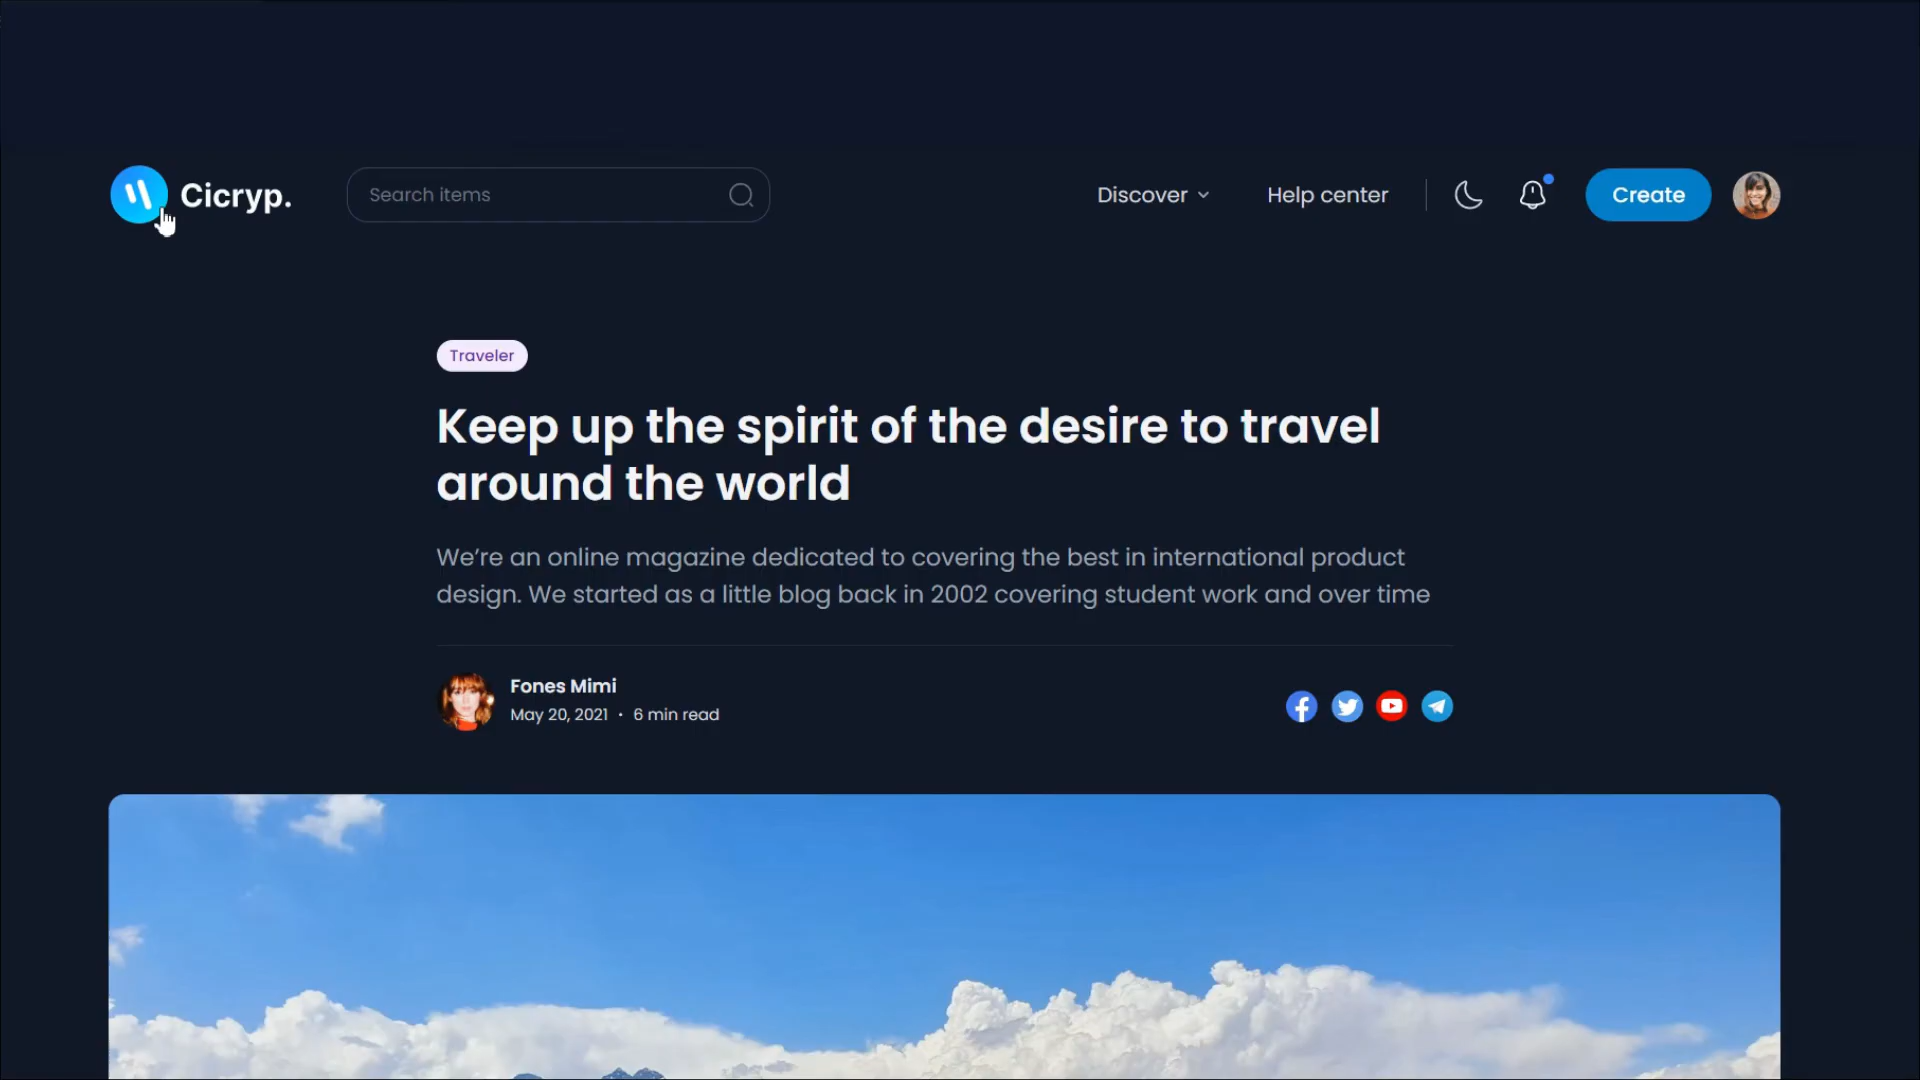 Cicryp.
Search items
Discover
Help center
Create
Traveler
Keep up the spirit of the desire to travel
around the world
We’re an online magazine dedicated to covering the best in international product
design. We started as a little blog back in 2002 covering student work and over time
Fones Mimi
May 20, 2021 · 6 min read